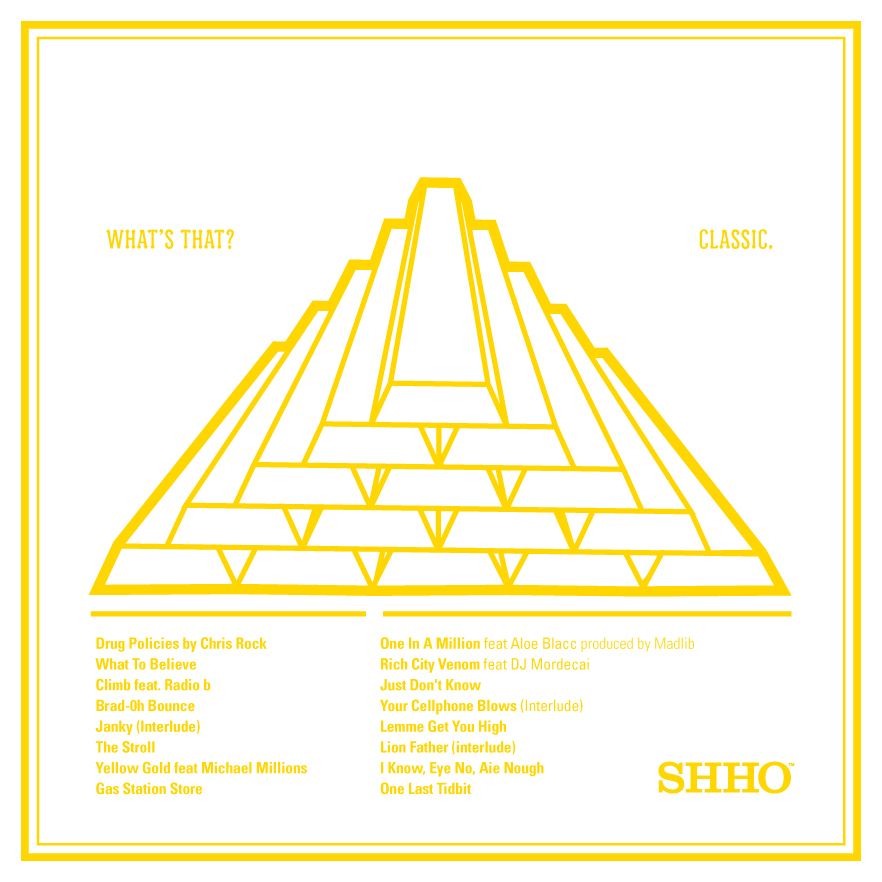 WHAT'S THAT?
CLASSIC.
Drug Policies by Chris Rock
What To Believe
Climb feat. Radio b
Brad-Oh Bounce
Janky (Interlude)
The Stroll
Yellow Gold feat Michael Millions
Gas Station Store
One In A Million feat Aloe Blacc produced by Madlib
Rich City Venom feat DJ Mordecai
Just Don't Know
Your Cellphone Blows (Interlude)
Lemme Get You High
Lion Father (interlude)
I Know, Eye No, Aie Nough
One Last Tidbit
SHHO™